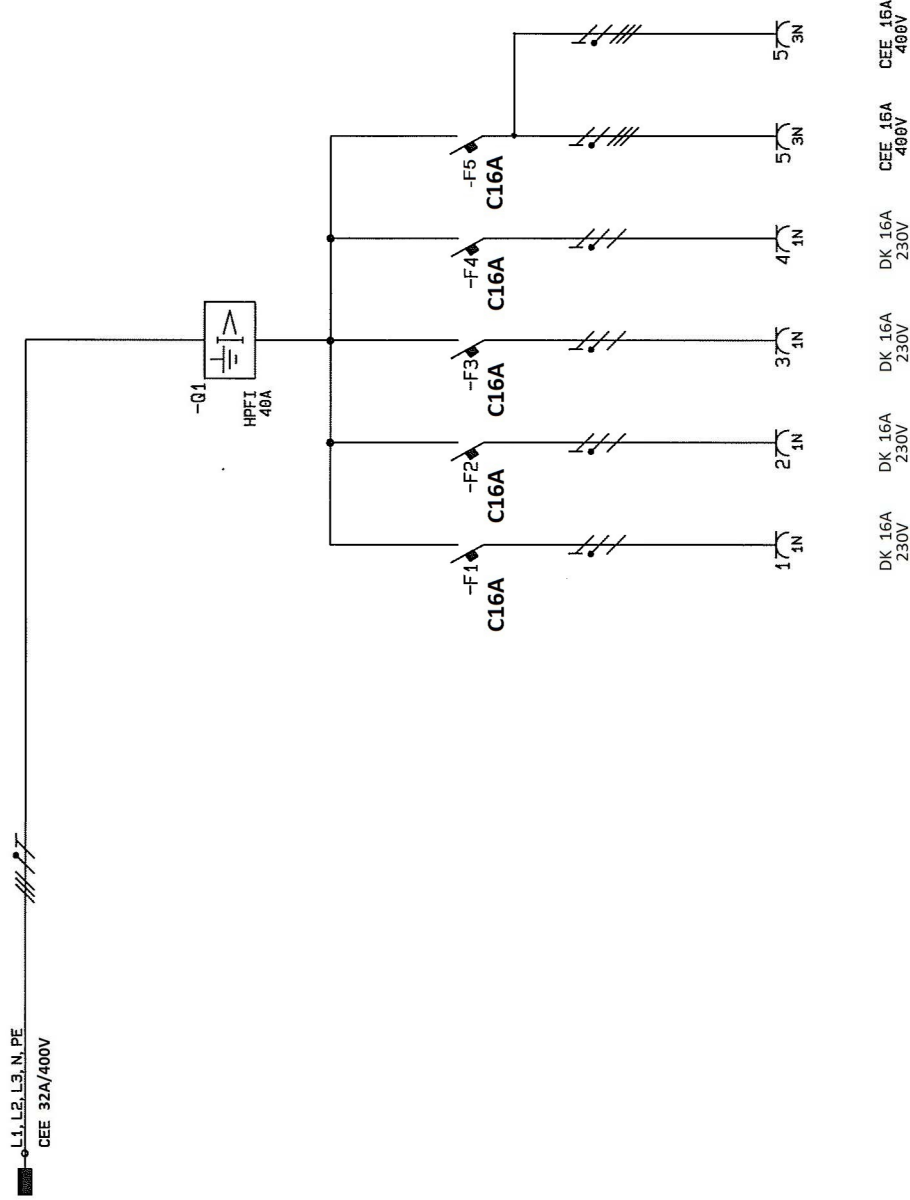 L1, L2, L3, N, PE
CEE 32A/400V
-Q1
HPFI
40A
-F1
C16A
-F2
C16A
-F3
C16A
-F4
C16A
-F5
C16A
1
1N
2
1N
3
1N
4
1N
5
3N
5
3N
DK 16A
230V
DK 16A
230V
DK 16A
230V
DK 16A
230V
CEE 16A
400V
CEE 16A
400V